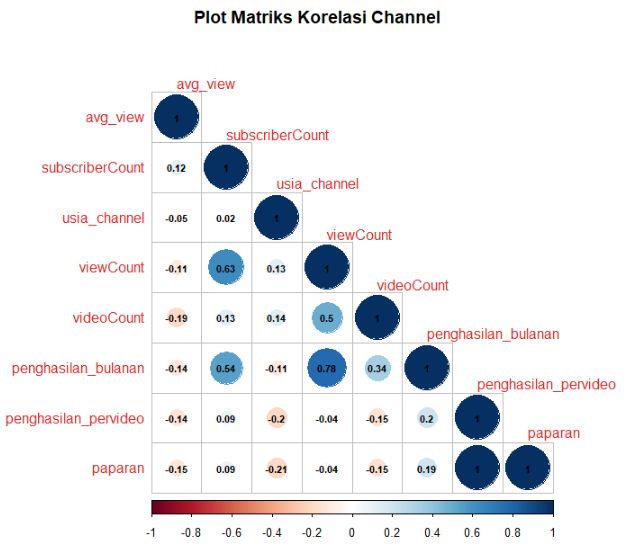 Plot Matriks Korelasi Channel
avg_view
avg_view 1
subscriberCount
subscriberCount 0.12 1
usia_channel
usia_channel -0.05 0.02 1
viewCount
viewCount -0.11 0.63 0.13 1
videoCount
videoCount -0.19 0.13 0.14 0.5 1
penghasilan_bulanan
penghasilan_bulanan -0.14 0.54 -0.11 0.78 0.34 1
penghasilan_pervideo
penghasilan_pervideo -0.14 0.09 -0.2 -0.04 -0.15 0.2 1
paparan
paparan -0.15 0.09 -0.21 -0.04 -0.15 0.19 1 1
-1 -0.8 -0.6 -0.4 -0.2 0 0.2 0.4 0.6 0.8 1